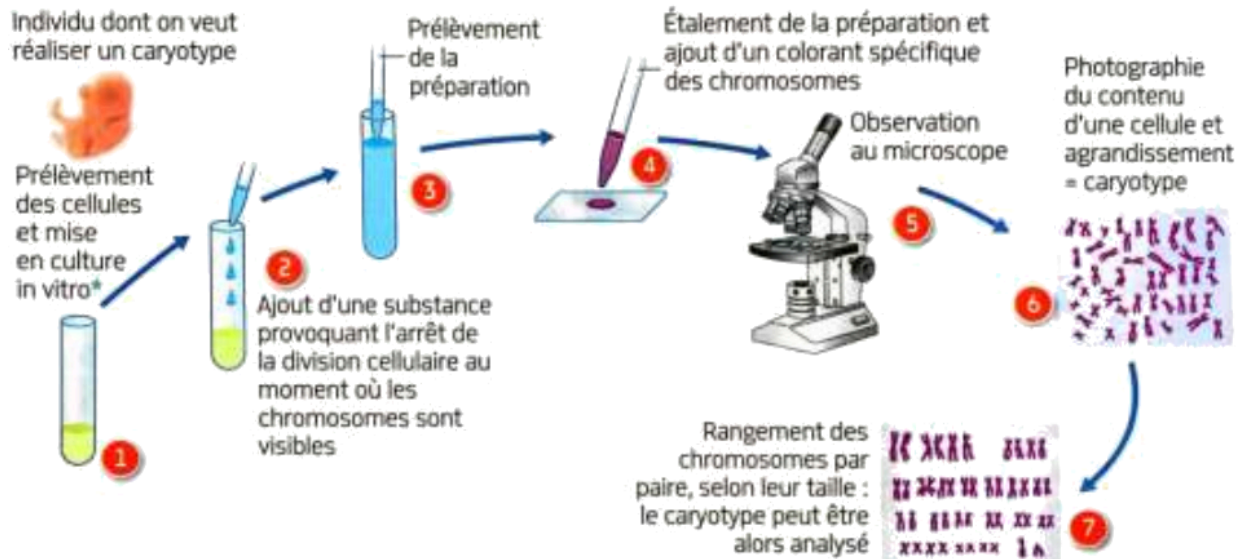 Individu dont on veut
réaliser un caryotype
Prélèvement
des cellules
et mise
en culture
in vitro*
1
2
Ajout d'une substance
provoquant l'arrêt de
la division cellulaire au
moment où les
chromosomes sont
visibles
Prélèvement
de la
préparation
3
Étalement de la préparation et
ajout d'un colorant spécifique
des chromosomes
4
Observation
au microscope
5
Photographie
du contenu
d'une cellule et
agrandissement
= caryotype
6
Rangement des
chromosomes par
paire, selon leur taille :
le caryotype peut être
alors analysé
7